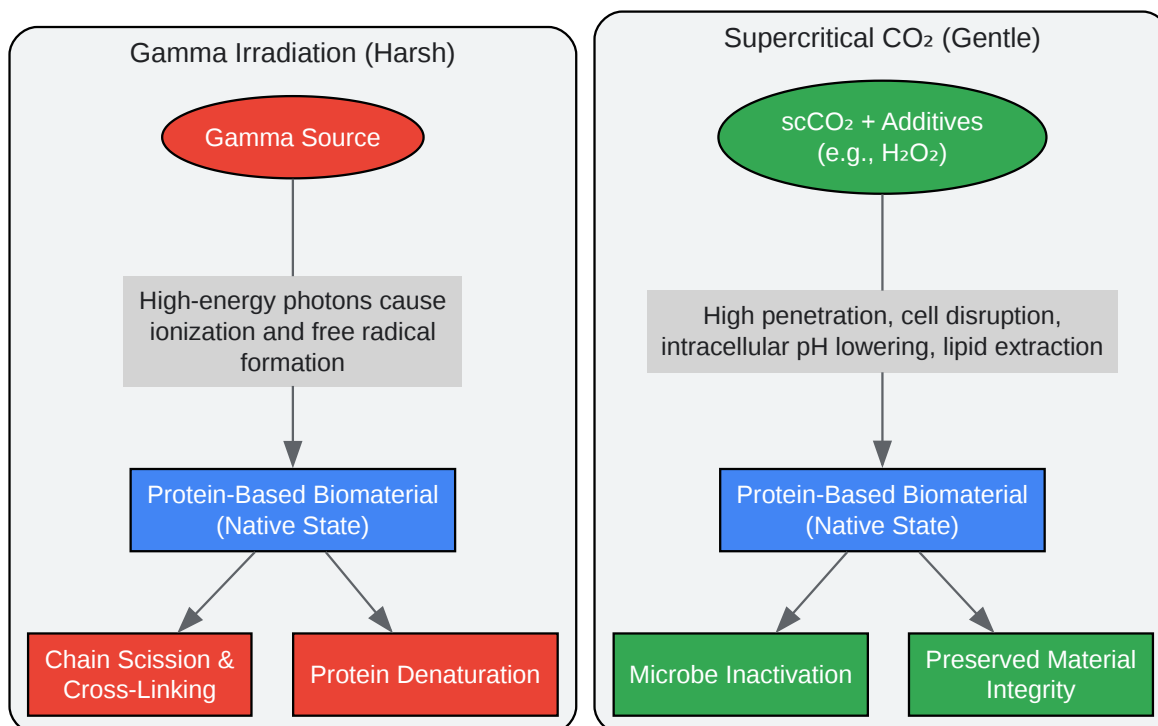 Gamma Irradiation (Harsh)
Gamma Source
High-energy photons cause
ionization and free radical
formation
Protein-Based Biomaterial
(Native State)
Chain Scission &
Cross-Linking
Protein Denaturation
Supercritical CO₂ (Gentle)
scCO₂ + Additives
(e.g., H₂O₂)
High penetration, cell disruption,
intracellular pH lowering, lipid extraction
Protein-Based Biomaterial
(Native State)
Microbe Inactivation
Preserved Material
Integrity